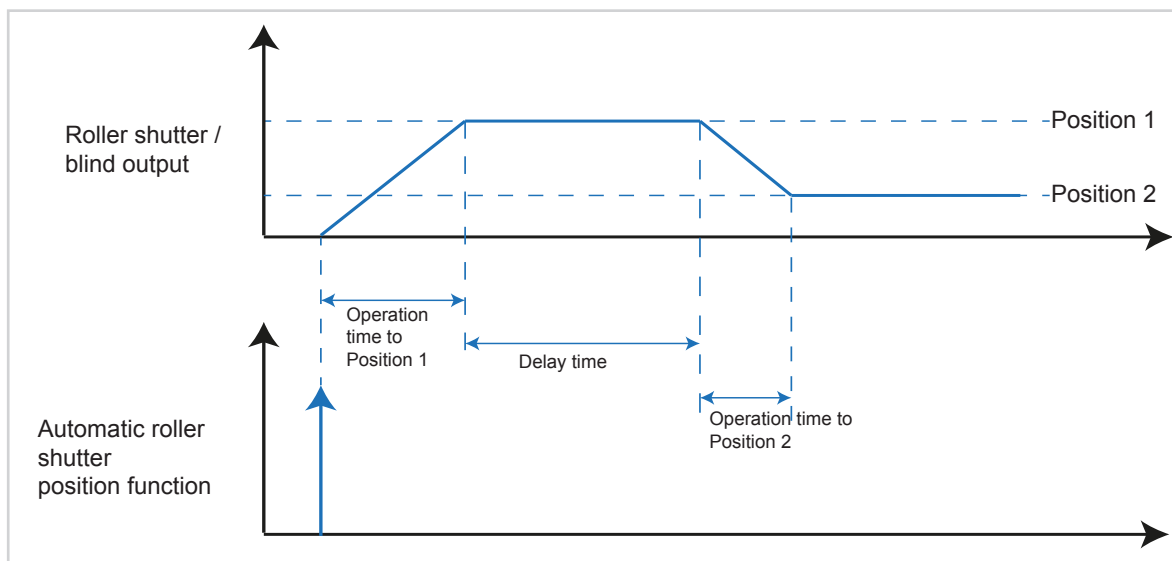 Roller shutter /
blind output
Position 1
Position 2
Operation
time to
Position 1
Delay time
Operation time to
Position 2
Automatic roller
shutter
position function